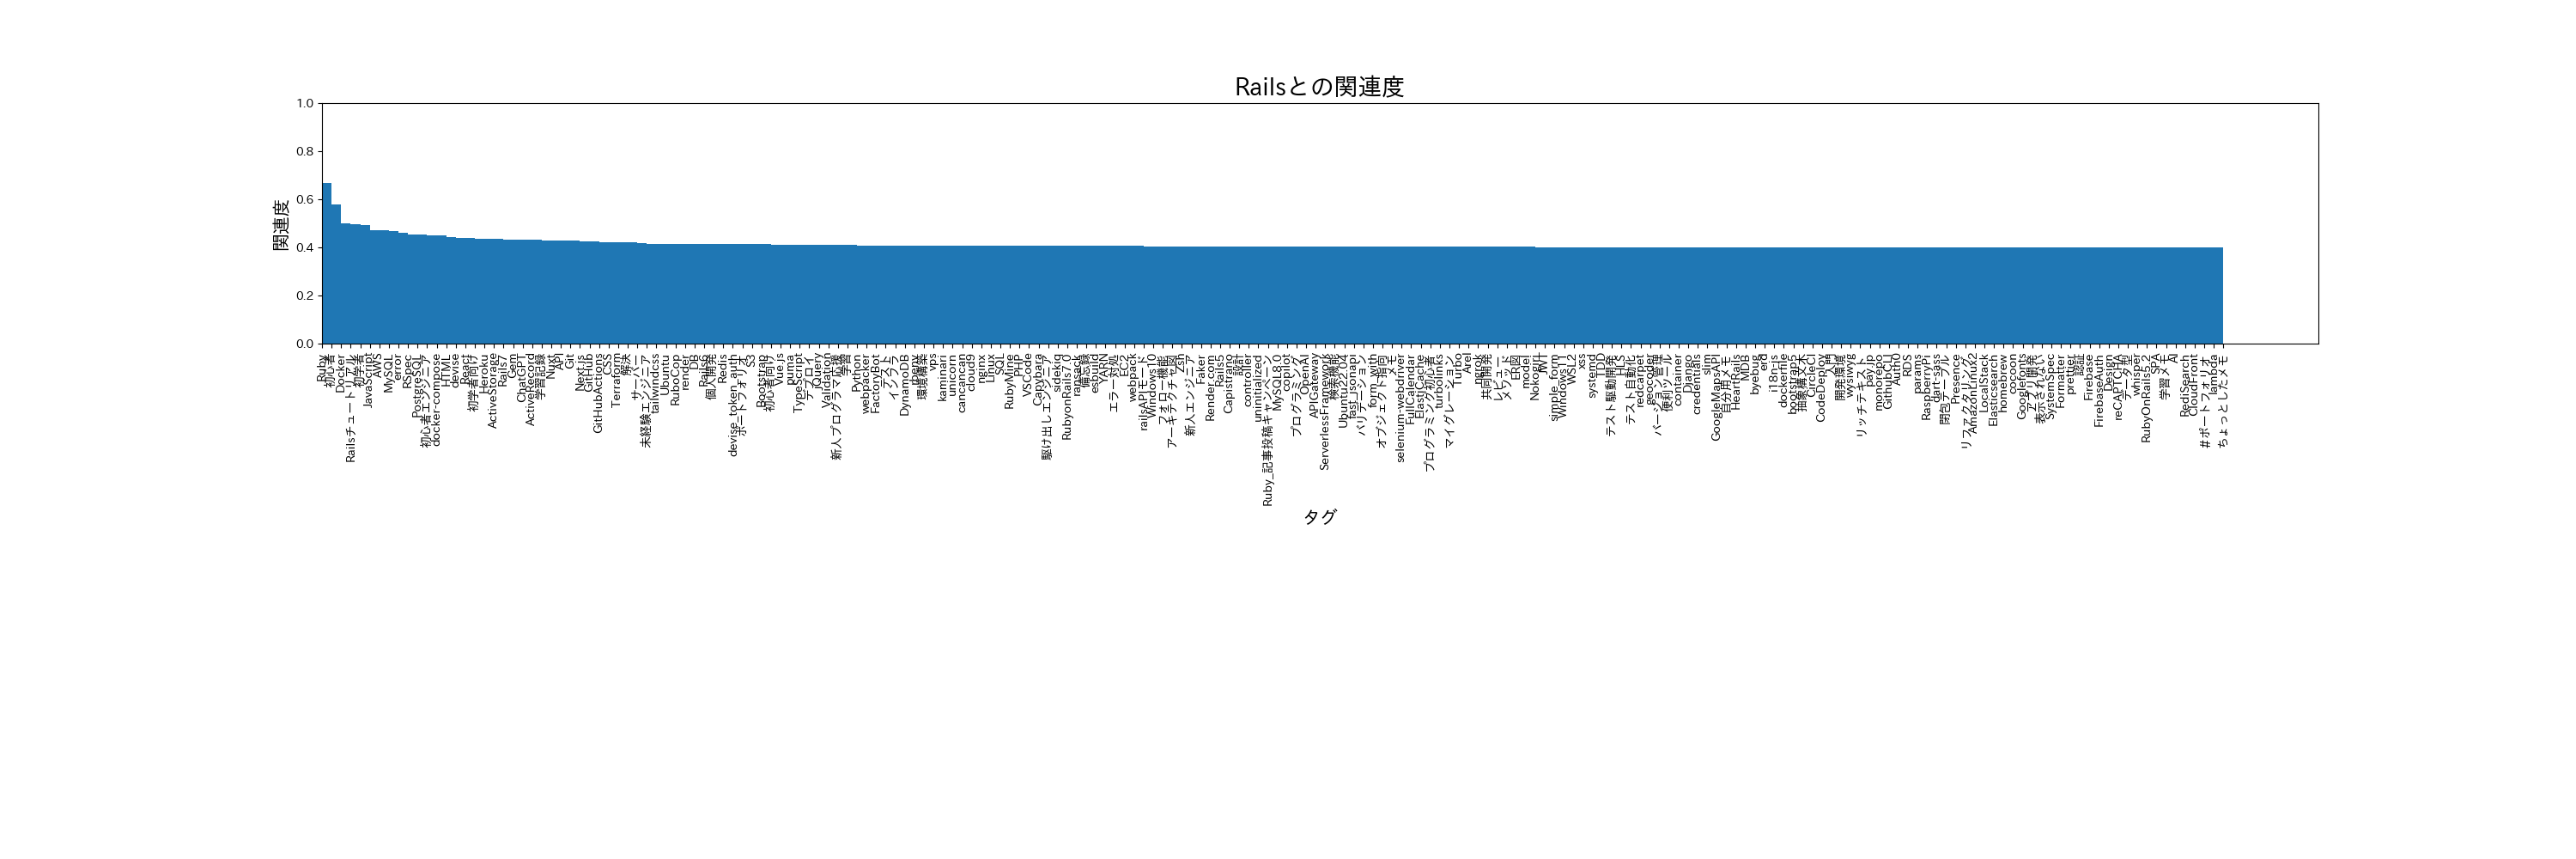 Railsとの関連度
関連度
1.0
0.8
0.6
0.4
0.2
0.0
Ruby
初心者
Docker
Railsチュートリアル
初学者
JavaScript
AWS
MySQL
error
RSpec
PostgreSQL
初心者エンジニア
docker-compose
HTML
devise
React
初学者向け
Heroku
ActiveStorage
Rails7
Gem
ChatGPT
ActiveRecord
学習記録
Nuxt
API
Git
Next.js
GitHub
GitHubActions
CSS
Terraform
解決
サーバー
未経験エンジニア
tailwindcss
Ubuntu
RuboCop
render
DB
Rails6
個人開発
Redis
devise_token_auth
ポートフォリオ
S3
Bootstrap
初心者向け
Vue.js
puma
TypeScript
デプロイ
jQuery
Validation
新人プログラマ応援
学習
Python
webpacker
FactoryBot
テスト
インフラ
DynamoDB
rbenv
環境構築
vps
kaminari
unicorn
cancancan
cloud9
nginx
Linux
SQL
RubyMine
PHP
VSCode
Capybara
駆け出しエンジニア
sidekiq
RubyonRails7.0
ransack
備忘録
esbuild
YARN
エラー対処
EC2
webpack
railsAPIモード
Windows10
フォロー機能
アーキテクチャ図
Zsh
新人エンジニア
Faker
Render.com
Rails5
Capistrano
設計
controller
uninitialized
Ruby_記事投稿キャンペーン
MySQL8.0
copilot
プログラミング
OpenAI
APIGateway
ServerlessFramework
検索機能
Ubuntu22.04
fast_jsonapi
バリデーション
form_with
オブジェクト指向
メモ
selenium-webdriver
FullCalendar
ElastiCache
プログラミング初心者
turbolinks
マイグレーション
Turbo
Arel
ngrok
共同開発
レビュー
メソッド
ER図
model
Nokogiri
JWT
simple_form
Windows11
WSL2
xss
systemd
TDD
テスト駆動開発
HLS
テスト自動化
redcarpet
geocoder
バージョン管理
便利ツール
container
Django
credentials
slim
GoogleMapsAPI
自分用メモ
HeartRails
MDB
byebug
erd
i18n-js
dockerfile
bootstrap5
抽象構文木
CircleCI
CodeDeploy
入門
開発環境
wysiwyg
リッチテキスト
pay.jp
monorepo
GithubCLI
Auth0
RDS
params
RaspberryPi
dart-sass
閉包テーブル
Presence
リファクタリング
AmazonLinux2
LocalStack
Elasticsearch
homebrew
cocoon
Googlefonts
アプリ開発
表示されない
SystemSpec
Formatter
prettier
認証
Firebase
FirebaseAuth
Design
reCAPTCHA
データ型
whisper
RubyOnRails5.2
SPA
学習メモ
AI
RediSearch
CloudFront
#ポートフォリオ
lambda
ちょっとしたメモ
タグ